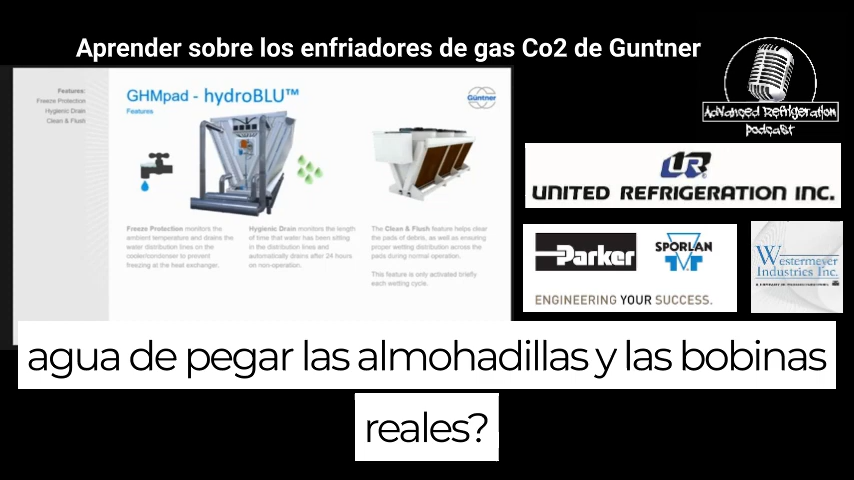 Aprender sobre los enfriadores de gas Co2 de Guntner
Advanced Refrigeration
Podcast
Features:
Freeze Protection
Hygienic Drain
Clean & Flush
GHMpad - hydroBLU™
Features
Güntner
Freeze Protection monitors the
ambient temperature and drains the
water distribution lines on the
cooler/condenser to prevent
freezing at the heat exchanger.
Hygienic Drain monitors the length
of time that water has been sitting
in the distribution lines and
automatically drains after 24 hours
on non-operation.
The Clean & Flush feature helps clear
the pads of debris, as well as ensuring
proper wetting distribution across the
pads during normal operation.
This feature is only activated briefly
each wetting cycle.
UR
UNITED REFRIGERATION INC.
Parker
SPORLAN
ENGINEERING YOUR SUCCESS.
Westermeyer
Industries Inc.
agua de pegar las almohadillas y las bobinas
reales?